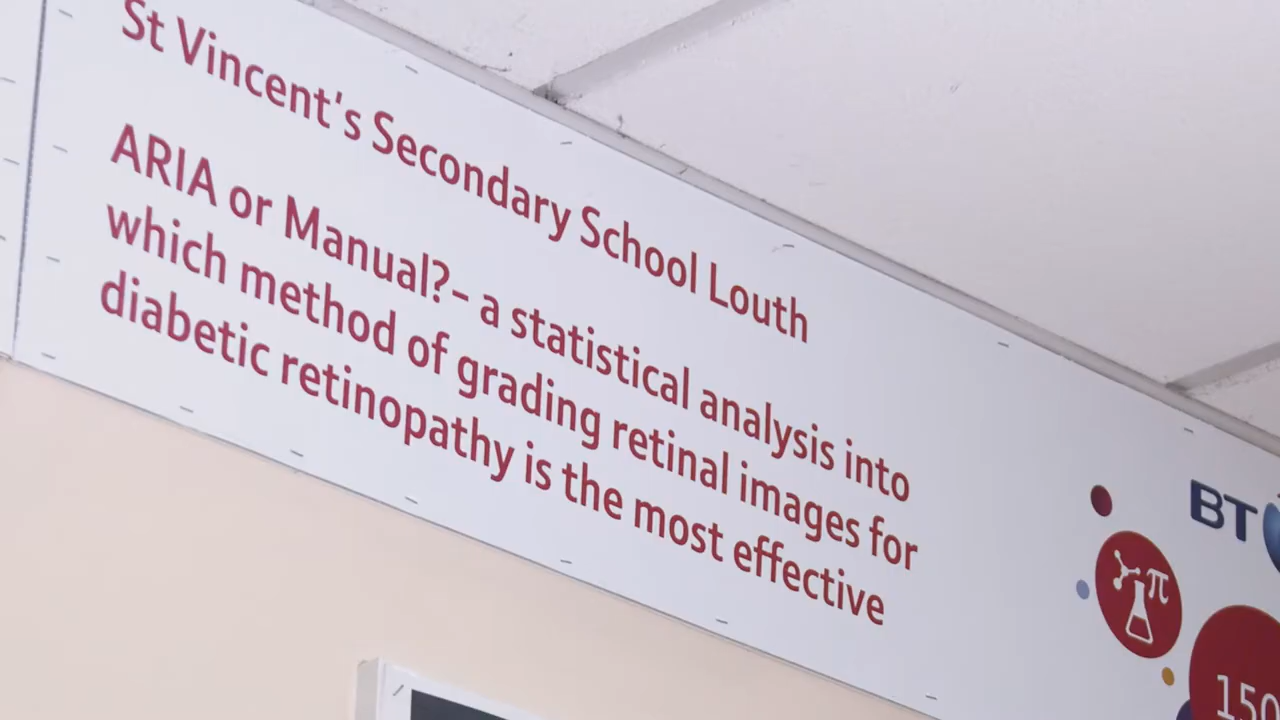 St Vincent's Secondary School Louth
ARIA or Manual?- a statistical analysis into
which method of grading retinal images for
diabetic retinopathy is the most effective
BT
π
150